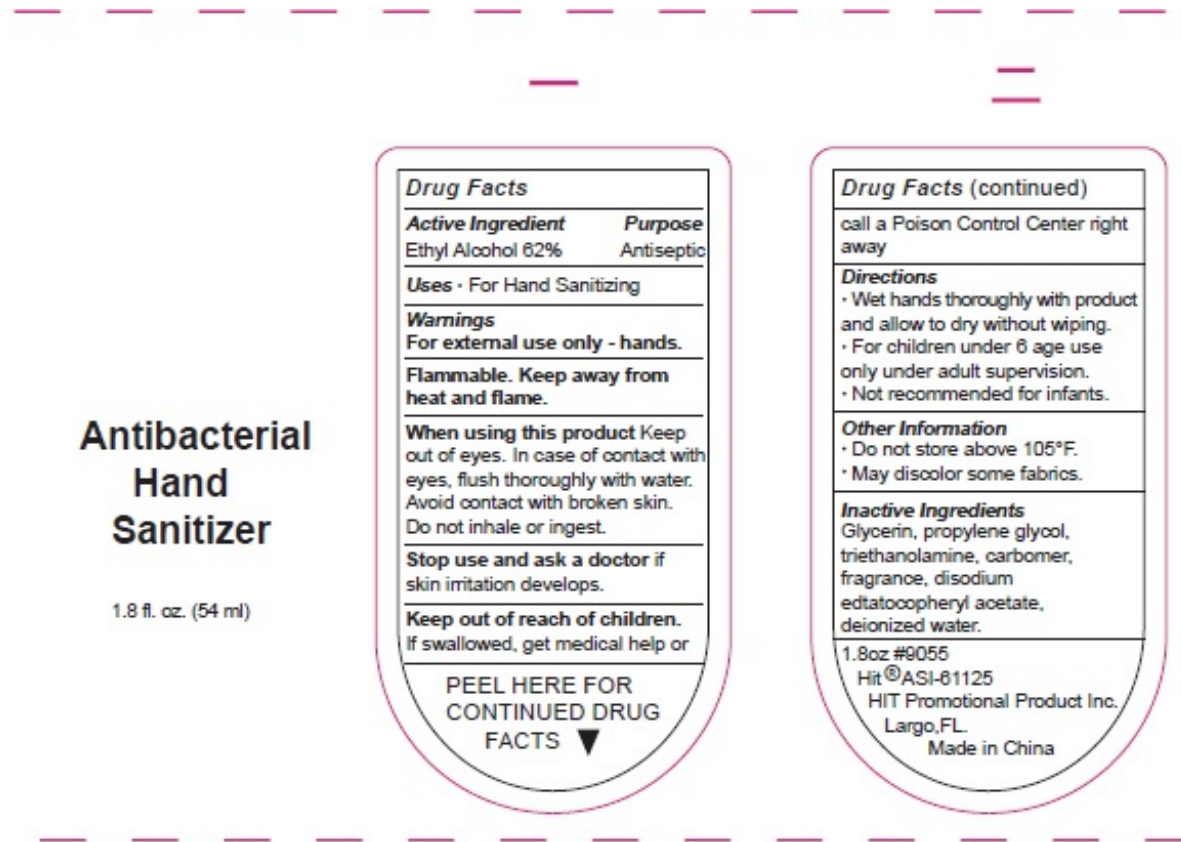 Antibacterial
Hand
Sanitizer
1.8 fl. oz. (54 ml)
Drug Facts
Active Ingredient Purpose
Ethyl Alcohol 62% Antiseptic
Uses · For Hand Sanitizing
Warnings
For external use only - hands.
Flammable. Keep away from
heat and flame.
When using this product Keep
out of eyes. In case of contact with
eyes, flush thoroughly with water.
Avoid contact with broken skin.
Do not inhale or ingest.
Stop use and ask a doctor if
skin irritation develops.
Keep out of reach of children.
If swallowed, get medical help or
PEEL HERE FOR
CONTINUED DRUG
FACTS ▼
Drug Facts (continued)
call a Poison Control Center right
away
Directions
· Wet hands thoroughly with product
and allow to dry without wiping.
· For children under 6 age use
only under adult supervision.
· Not recommended for infants.
Other Information
· Do not store above 105°F.
· May discolor some fabrics.
Inactive Ingredients
Glycerin, propylene glycol,
triethanolamine, carbomer,
fragrance, disodium
edtatocopheryl acetate,
deionized water.
1.8oz #9055
Hit®ASI-61125
HIT Promotional Product Inc.
Largo,FL.
Made in China